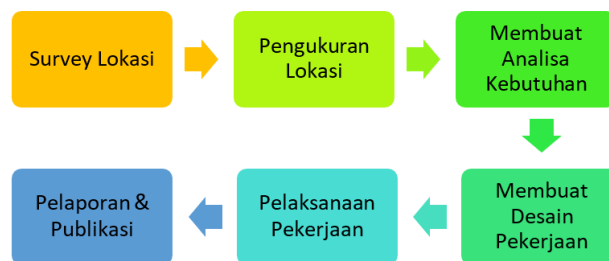 Survey Lokasi
Pengukuran
Lokasi
Membuat
Analisa
Kebutuhan
Membuat
Desain
Pekerjaan
Pelaksanaan
Pekerjaan
Pelaporan &
Publikasi